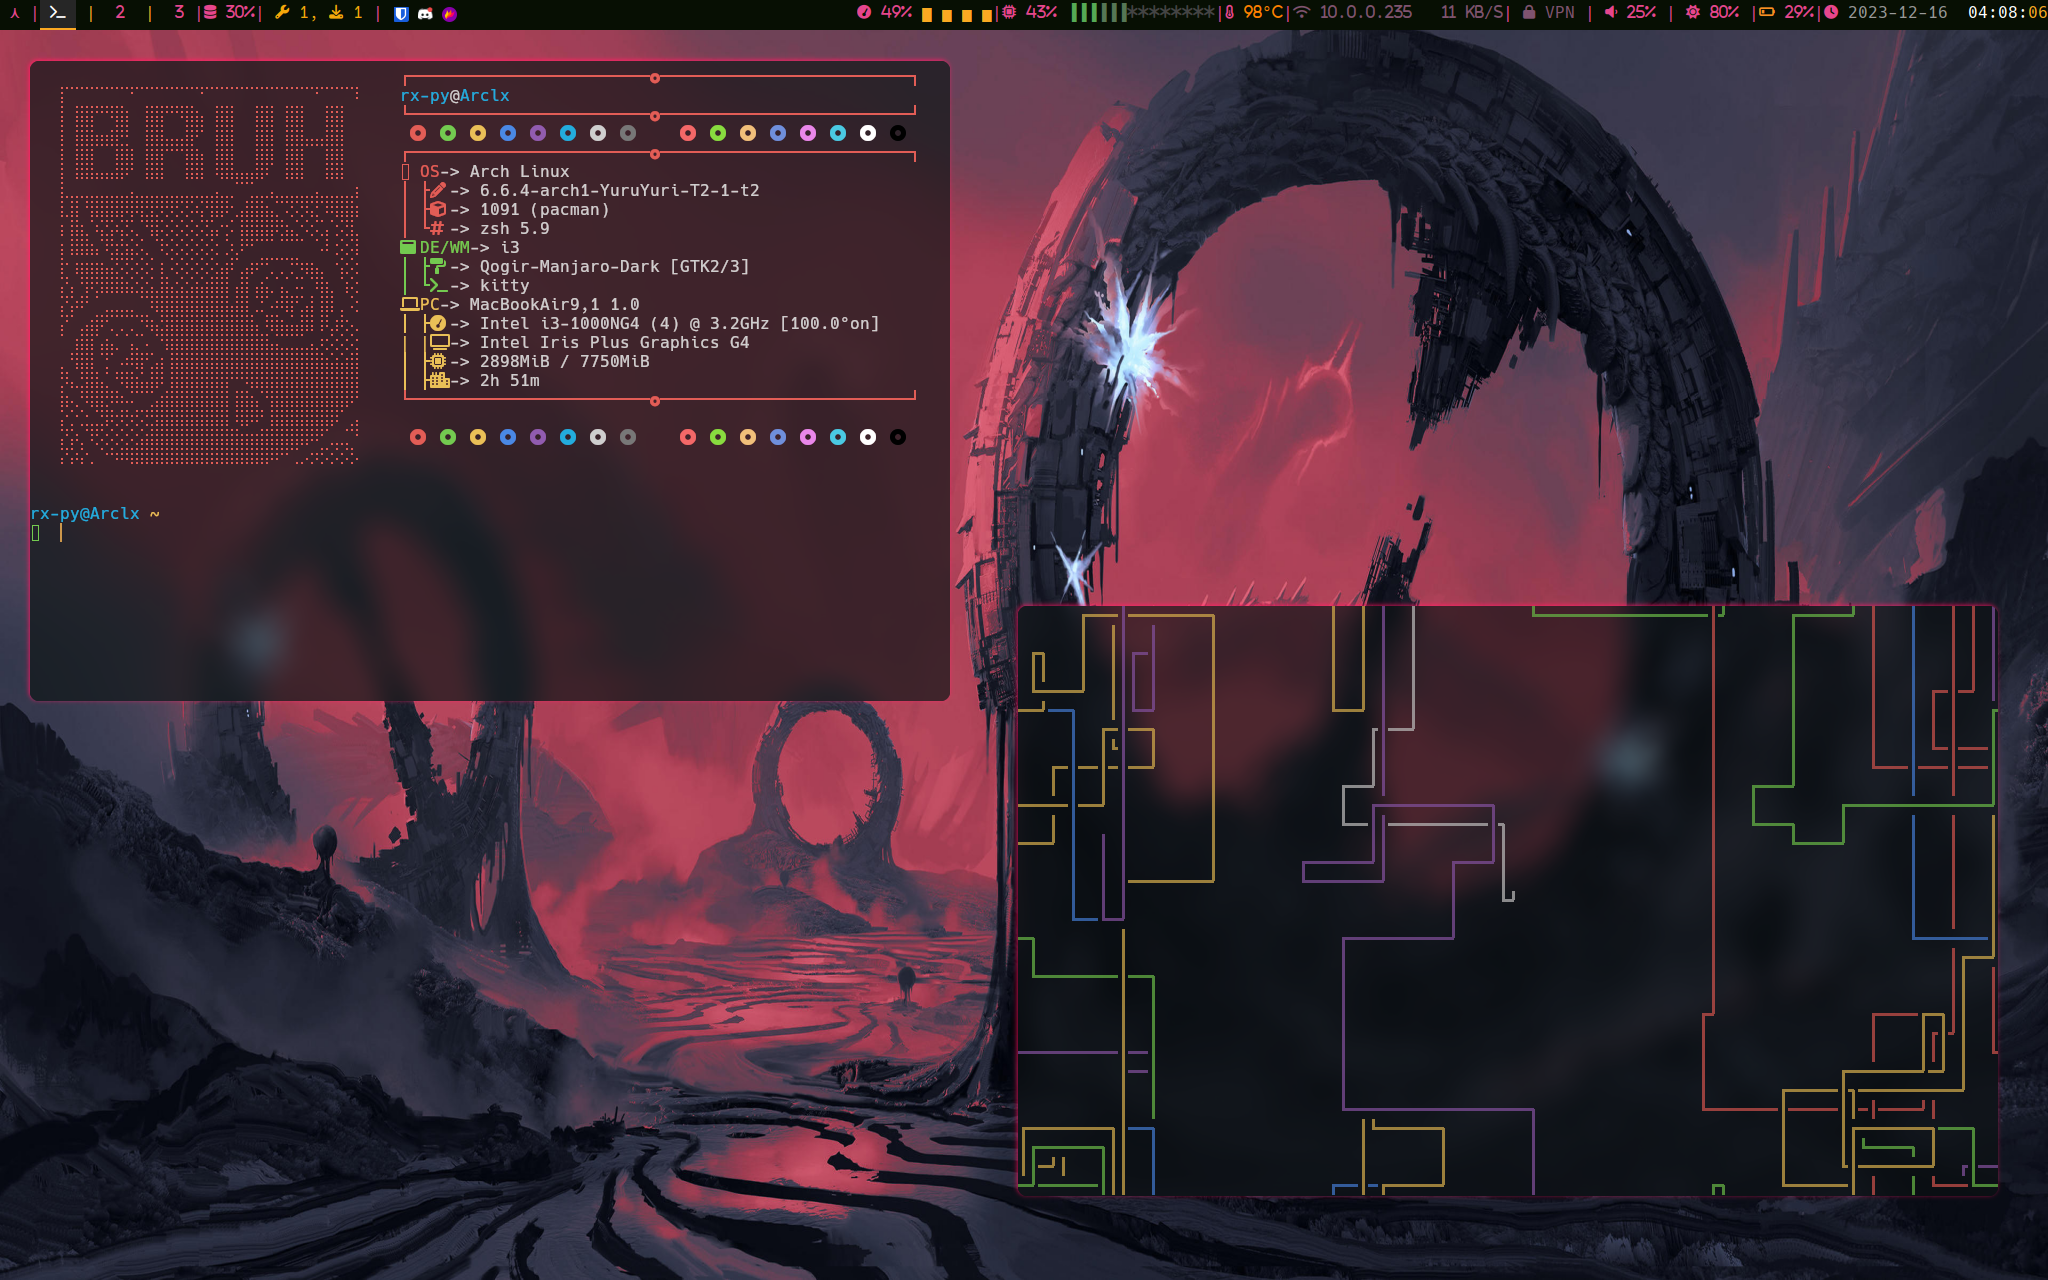 2 3 30% 1, 1 49% 43% 98°C 10.0.0.235 11 KB/S VPN 25% 80% 29% 2023-12-16 04:08:06
BRUH
rx-py@Arclx
OS-> Arch Linux
-> 6.6.4-arch1-YuruYuri-T2-1-t2
-> 1091 (pacman)
-> zsh 5.9
DE/WM-> i3
-> Qogir-Manjaro-Dark [GTK2/3]
-> kitty
PC-> MacBookAir9,1 1.0
-> Intel i3-1000NG4 (4) @ 3.2GHz [100.0°on]
-> Intel Iris Plus Graphics G4
-> 2898MiB / 7750MiB
-> 2h 51m
rx-py@Arclx ~